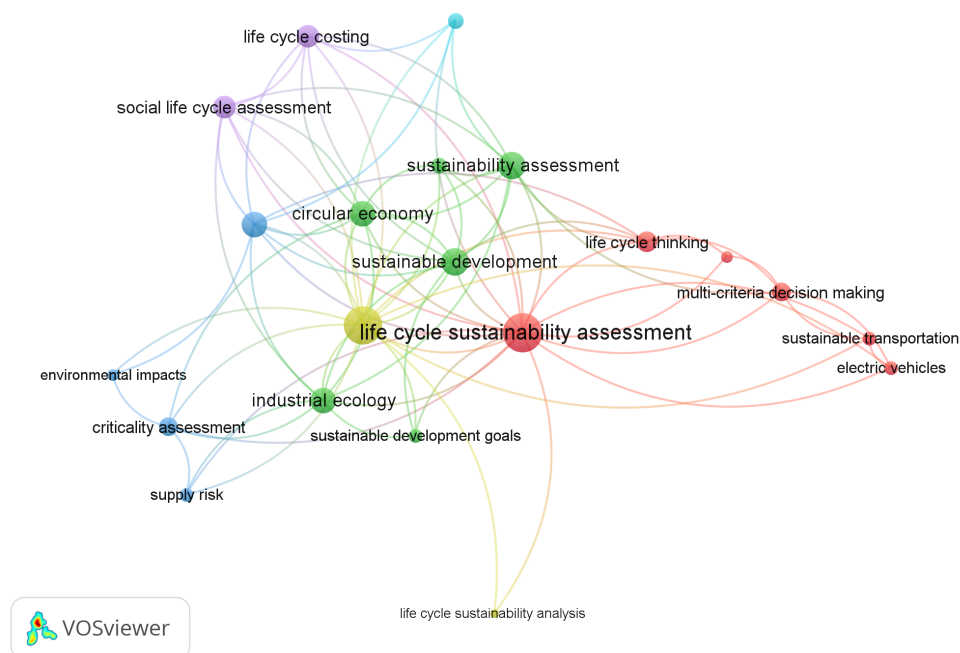 life cycle costing
social life cycle assessment
sustainability assessment
circular economy
life cycle thinking
sustainable development
multi-criteria decision making
life cycle sustainability assessment
sustainable transportation
electric vehicles
environmental impacts
industrial ecology
criticality assessment
sustainable development goals
supply risk
life cycle sustainability analysis
VOSviewer